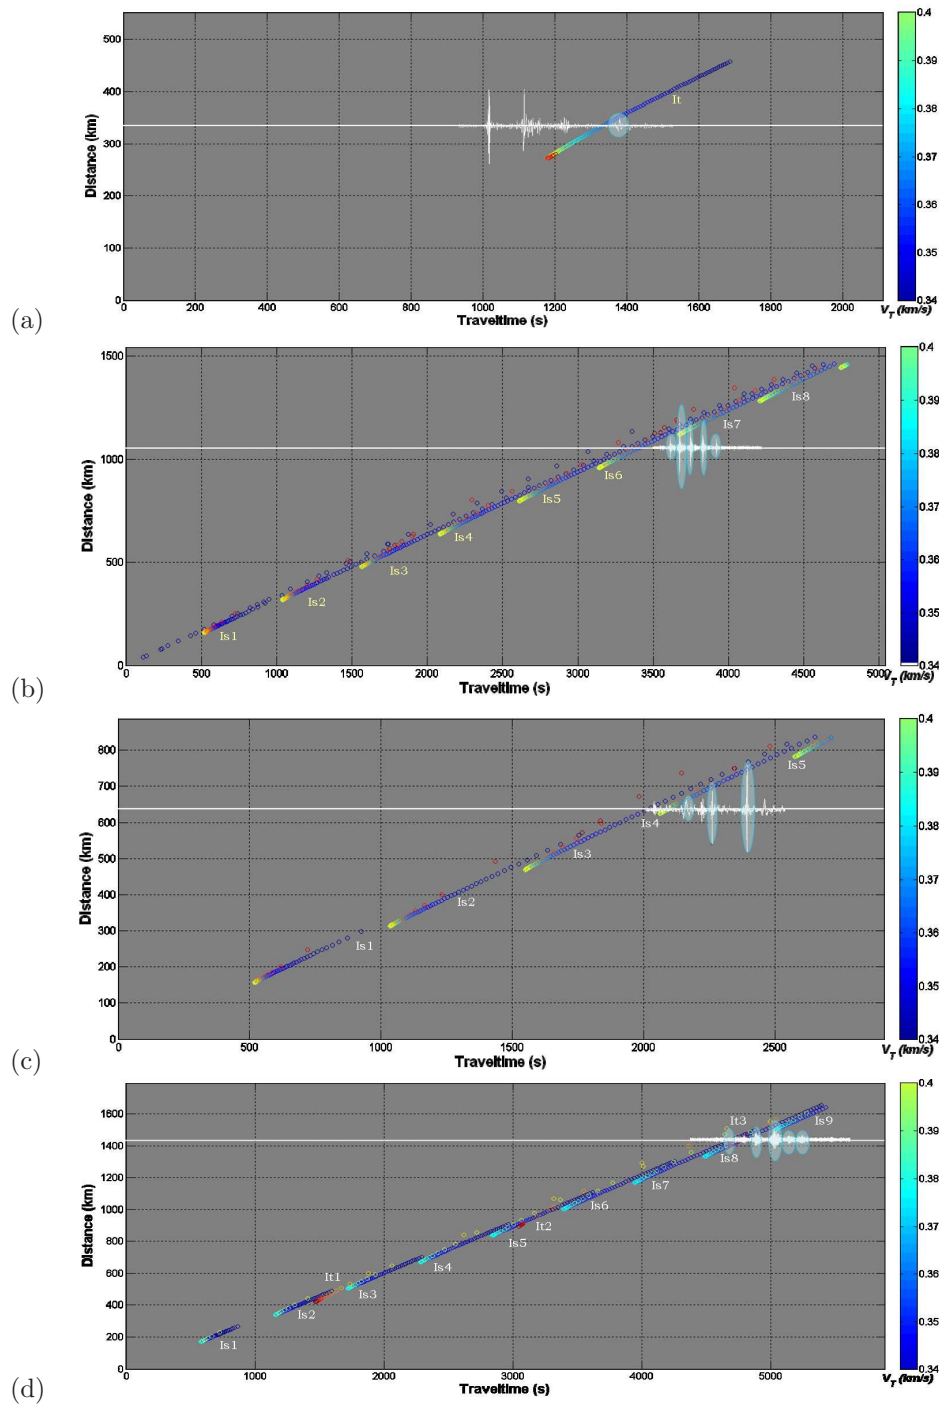 500
400
300
200
100
0
Distance (km)
It
0 200 400 600 800 1000 1200 1400 1600 1800 2000
Traveltime (s)
0.4
0.39
0.38
0.37
0.36
0.35
0.34
V_T (km/s)
(a)
1500
1000
500
0
Distance (km)
Is8
Is7
Is6
Is5
Is4
Is3
Is2
Is1
0 500 1000 1500 2000 2500 3000 3500 4000 4500 5000
Traveltime (s)
0.4
0.39
0.38
0.37
0.36
0.35
0.34
V_T (km/s)
(b)
800
700
600
500
400
300
200
100
0
Distance (km)
Is5
Is4
Is3
Is2
Is1
0 500 1000 1500 2000 2500
Traveltime (s)
0.4
0.39
0.38
0.37
0.36
0.35
0.34
V_T (km/s)
(c)
1600
1400
1200
1000
800
600
400
200
0
Distance (km)
It3
Is9
Is8
Is7
Is6
It2
Is5
Is4
It1
Is3
Is2
Is1
0 1000 2000 3000 4000 5000
Traveltime (s)
0.4
0.39
0.38
0.37
0.36
0.35
0.34
V_T (km/s)
(d)